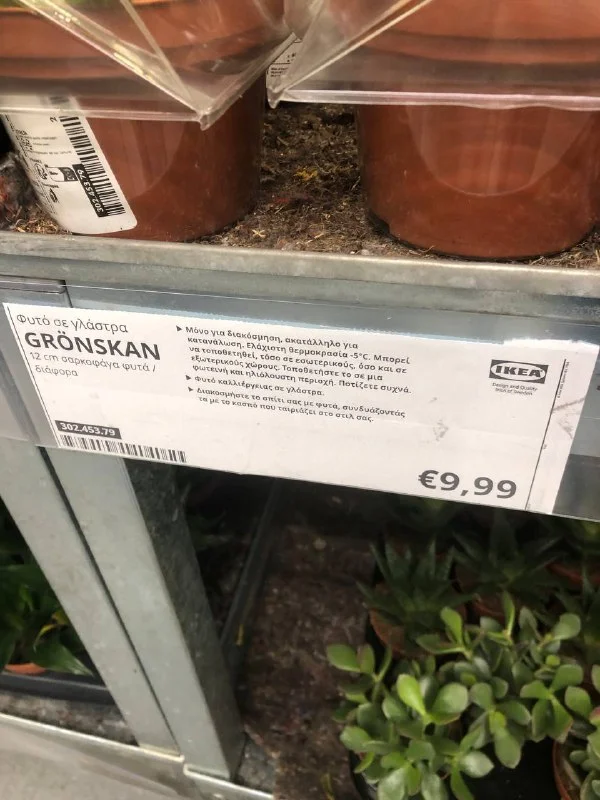 Φυτό σε γλάστρα
GRÖNSKAN
12 cm σαρκοφάγα φυτά /
διάφορα
302.453.79
▸ Μόνο για διακόσμηση, ακατάλληλο για
κατανάλωση. Ελάχιστη θερμοκρασία -5°C. Μπορεί
να τοποθετηθεί, τόσο σε εσωτερικούς, όσο και σε
εξωτερικούς χώρους. Τοποθετήστε το σε μια
φωτεινή και ηλιόλουστη περιοχή. Ποτίζετε συχνά.
▸ Φυτό καλλιέργειας σε γλάστρα.
▸ Διακοσμήστε το σπίτι σας με φυτά, συνδυάζοντάς
τα με το κασπό που ταιριάζει στο στιλ σας.
IKEA
Design and Quality
IKEA of Sweden
€9,99